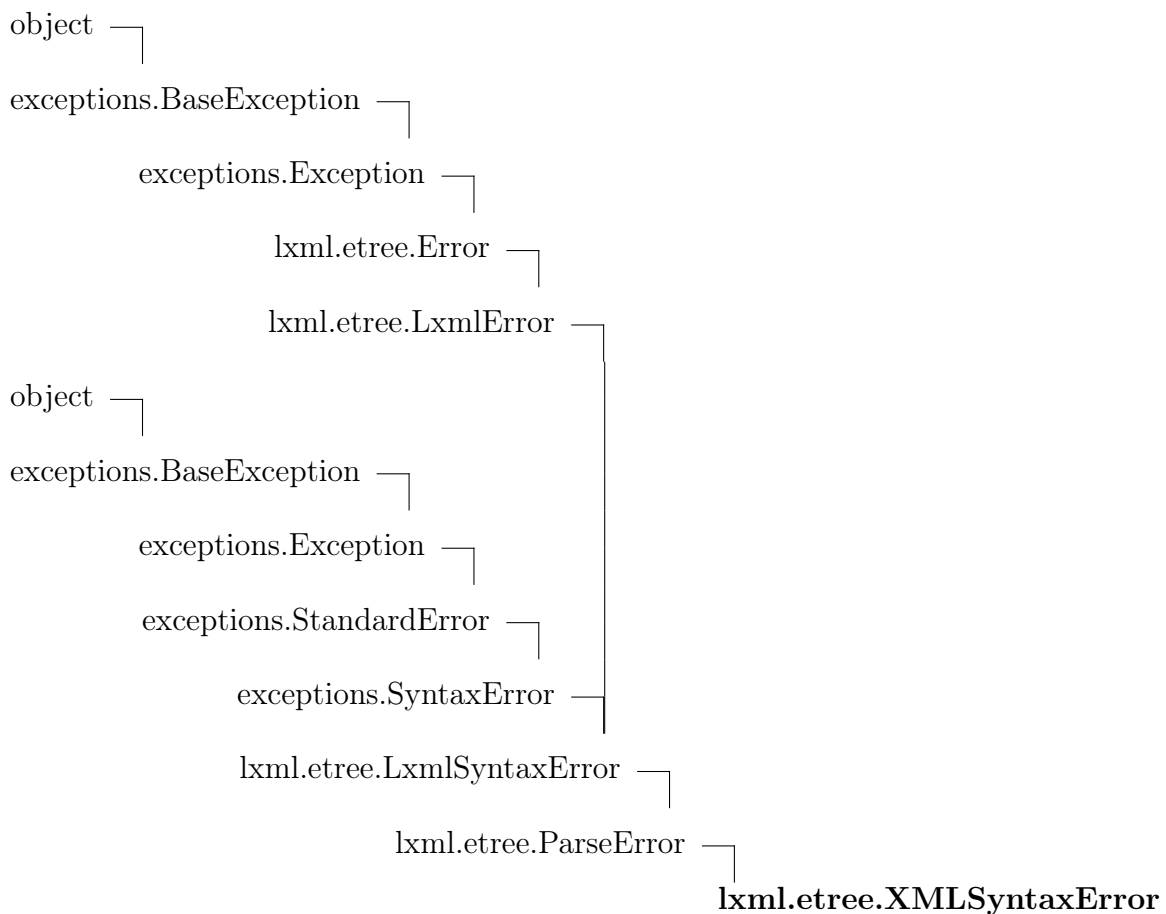 object
exceptions.BaseException
exceptions.Exception
lxml.etree.Error
lxml.etree.LxmlError
object
exceptions.BaseException
exceptions.Exception
exceptions.StandardError
exceptions.SyntaxError
lxml.etree.LxmlSyntaxError
lxml.etree.ParseError
lxml.etree.XMLSyntaxError